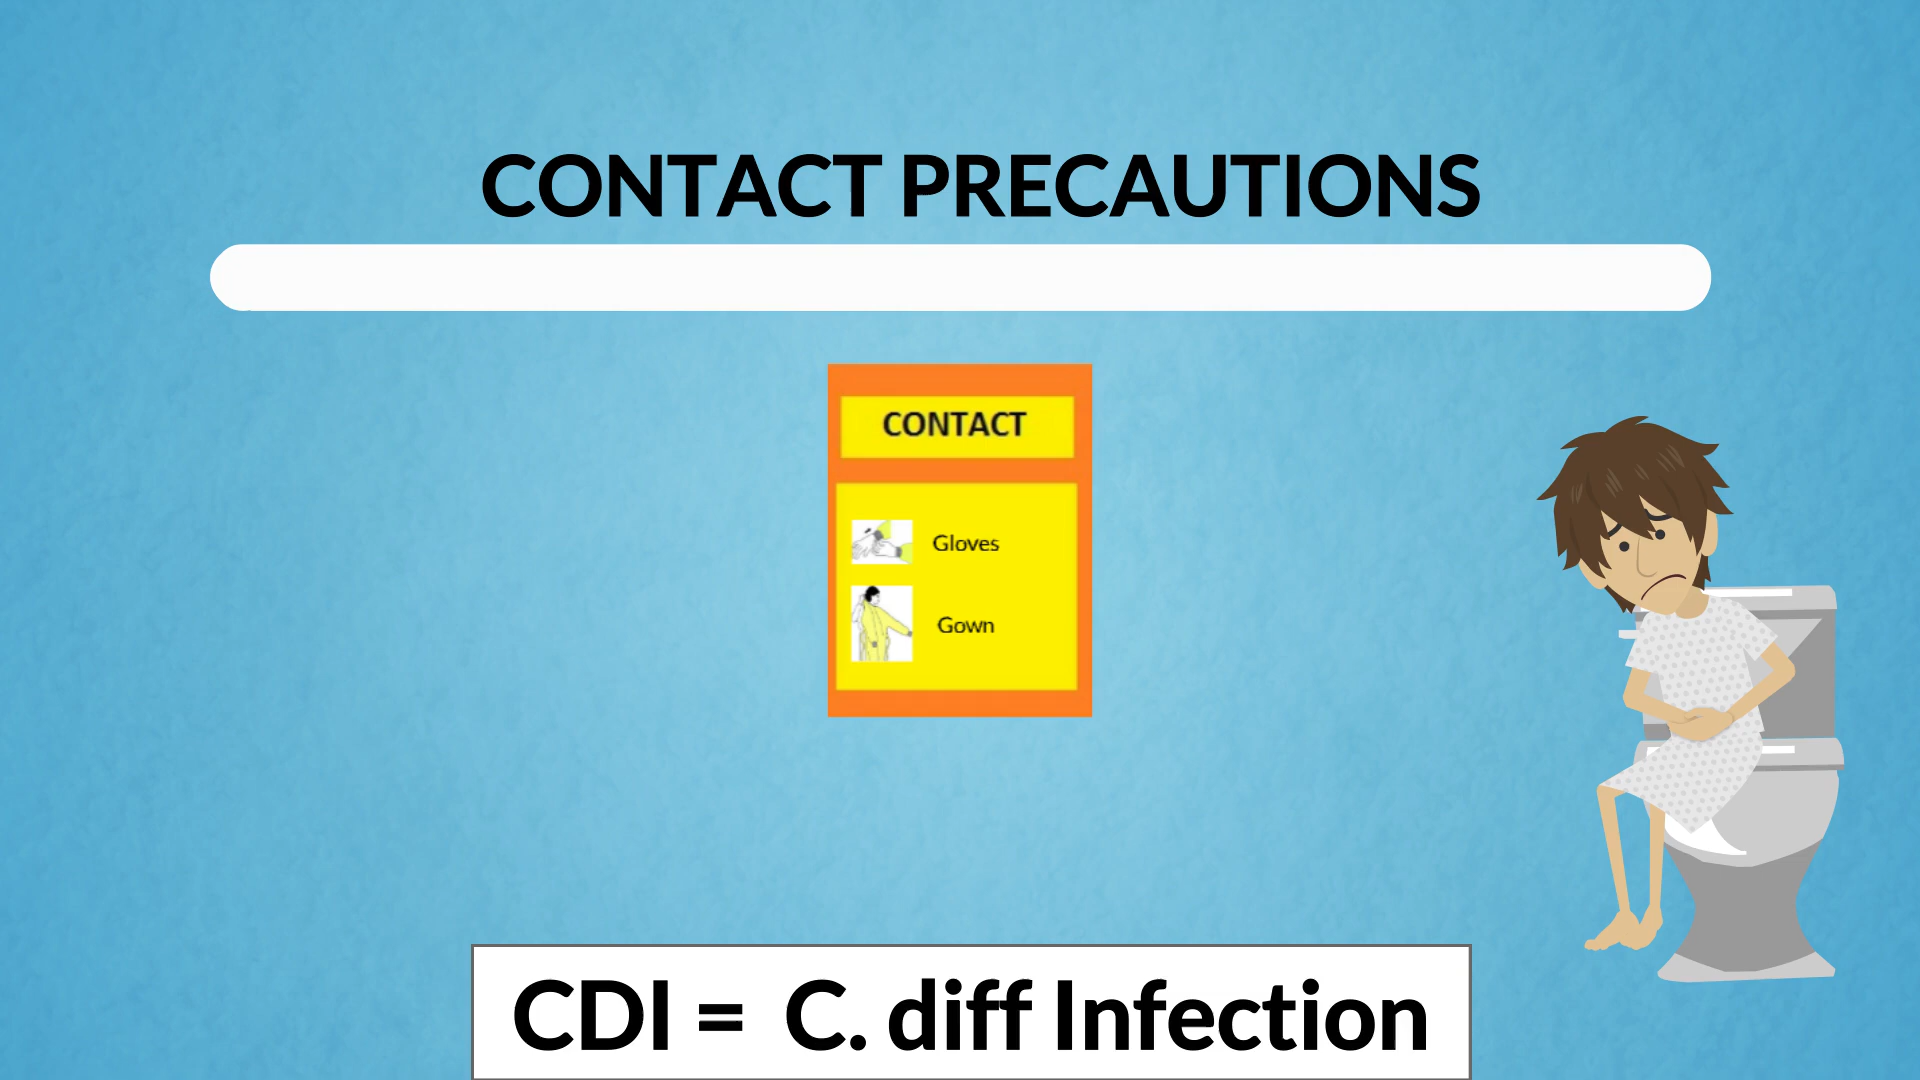 CONTACT PRECAUTIONS
CONTACT
Gloves
Gown
CDI = C. diff Infection